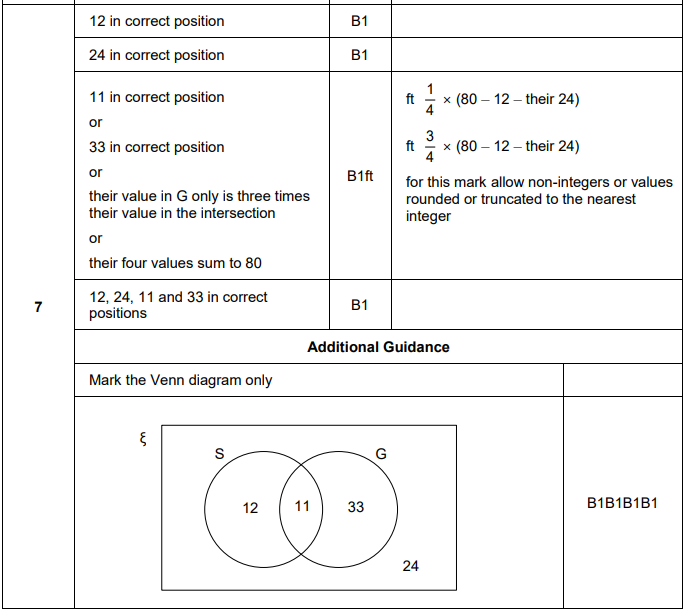 12 in correct position B1
24 in correct position B1
11 in correct position
or
33 in correct position
or
their value in G only is three times
their value in the intersection
or
their four values sum to 80
B1ft
ft 1/4 × (80 – 12 – their 24)
ft 3/4 × (80 – 12 – their 24)
for this mark allow non-integers or values
rounded or truncated to the nearest
integer
7
12, 24, 11 and 33 in correct
positions
B1
Additional Guidance
Mark the Venn diagram only
ξ
S G
12 11 33
24
B1B1B1B1